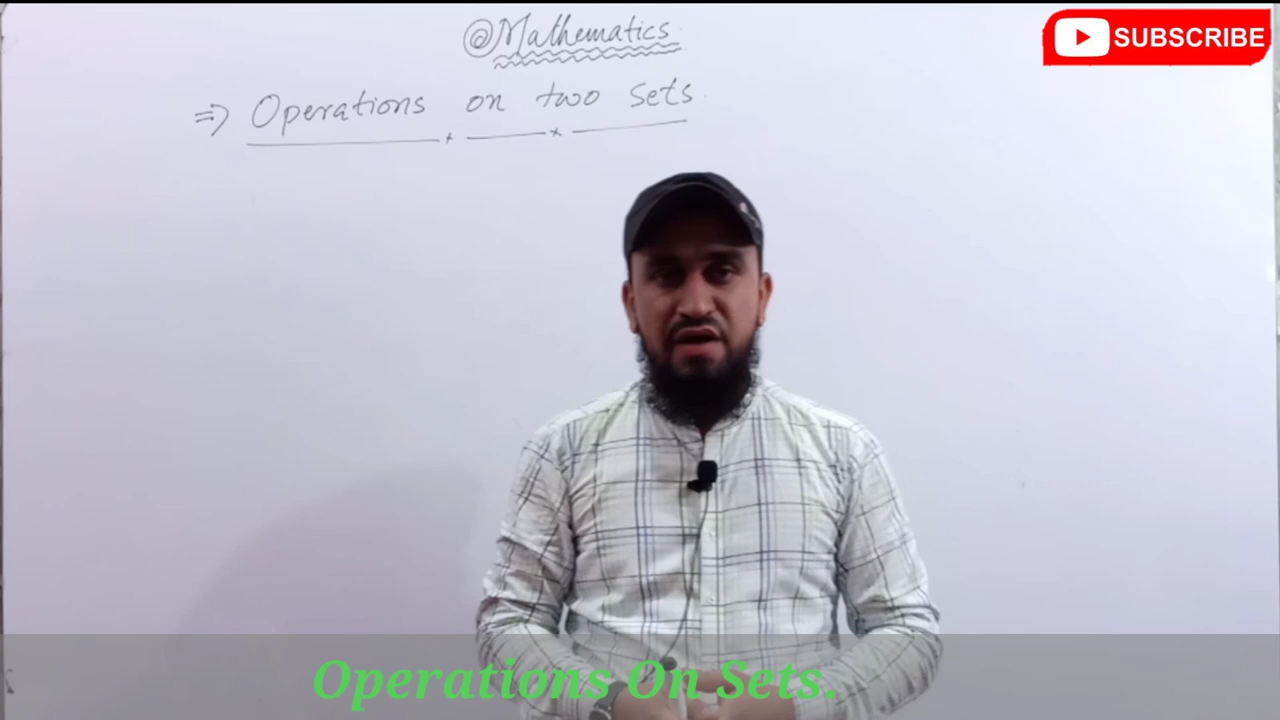 @Mathematics
SUBSCRIBE
⇒ Operations on two sets.
Operations On Sets.